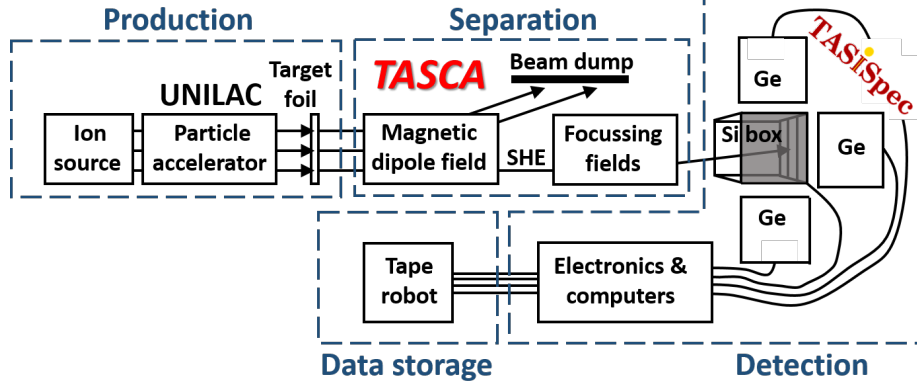 Production
Separation
Target
foil
UNILAC
TASCA
Beam dump
TASiSpec
Ion
source
Particle
accelerator
Magnetic
dipole field
SHE
Focussing
fields
Si box
Ge
Ge
Ge
Tape
robot
Electronics &
computers
Data storage
Detection